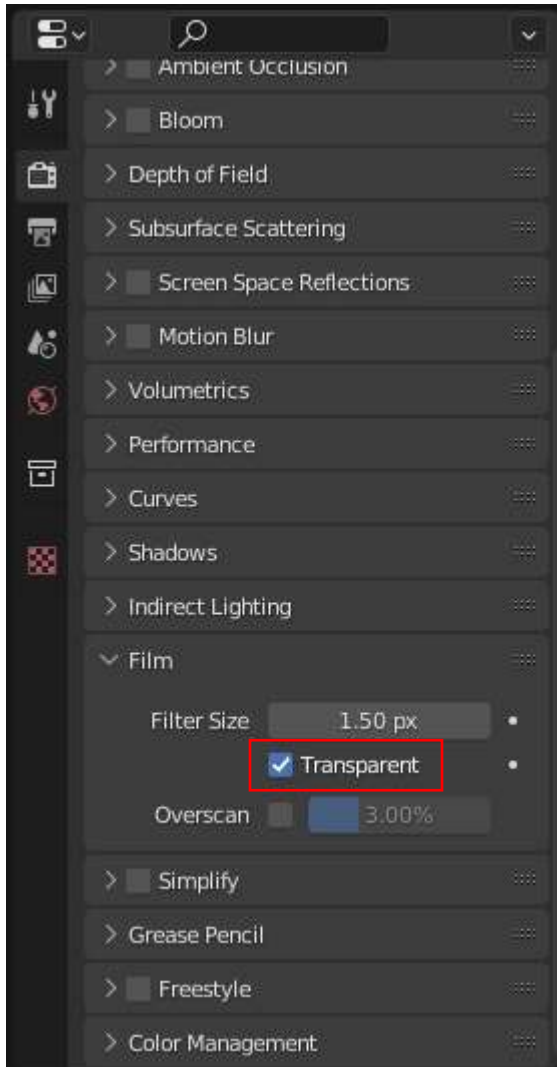 Ambient Occlusion
Bloom
Depth of Field
Subsurface Scattering
Screen Space Reflections
Motion Blur
Volumetrics
Performance
Curves
Shadows
Indirect Lighting
Film
Filter Size 1.50 px
Transparent
Overscan 3.00%
Simplify
Grease Pencil
Freestyle
Color Management